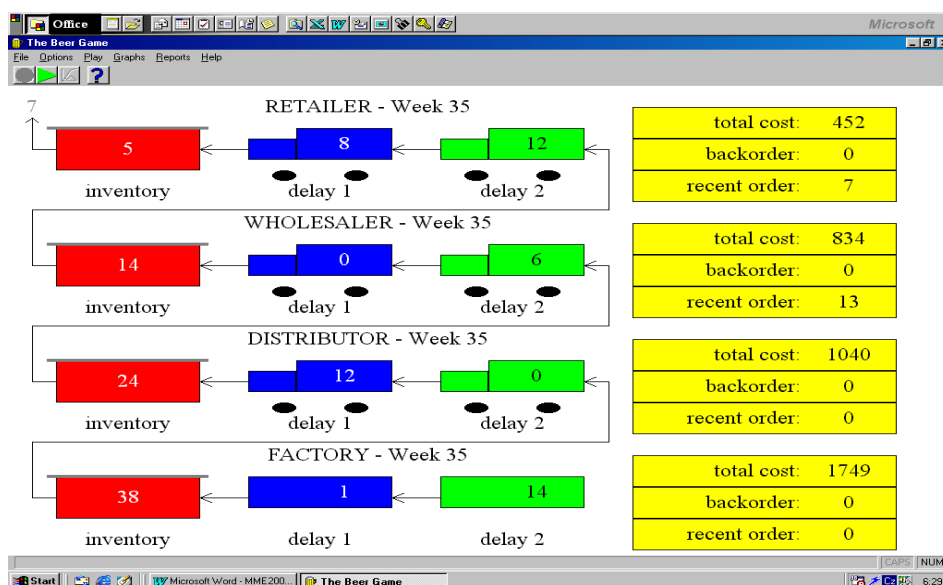 Office
Microsoft
The Beer Game
File Options Play Graphs Reports Help
7
RETAILER - Week 35
5
8
12
inventory
delay 1
delay 2
total cost: 452
backorder: 0
recent order: 7
WHOLESALER - Week 35
14
0
6
inventory
delay 1
delay 2
total cost: 834
backorder: 0
recent order: 13
DISTRIBUTOR - Week 35
24
12
0
inventory
delay 1
delay 2
total cost: 1040
backorder: 0
recent order: 0
FACTORY - Week 35
38
1
14
inventory
delay 1
delay 2
total cost: 1749
backorder: 0
recent order: 0
CAPS NUM
Start Microsoft Word - MME200... The Beer Game Cz